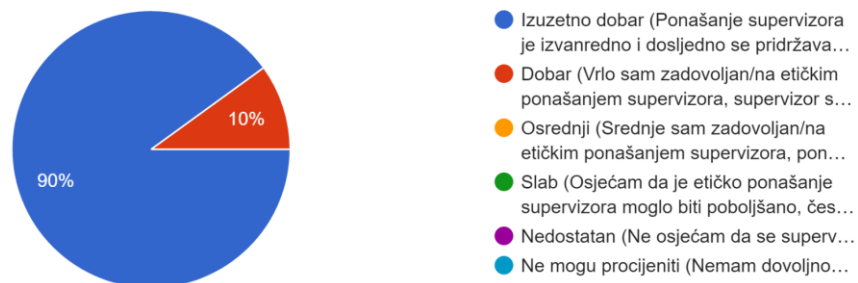 90%
10%
Izuzetno dobar (Ponašanje supervizora
je izvanredno i dosljedno se pridržava…
Dobar (Vrlo sam zadovoljan/na etičkim
ponašanjem supervizora, supervizor s…
Osrednji (Srednje sam zadovoljan/na
etičkim ponašanjem supervizora, pon…
Slab (Osjećam da je etičko ponašanje
supervizora moglo biti poboljšano, čes…
Nedostatan (Ne osjećam da se superv…
Ne mogu procijeniti (Nemam dovoljno…